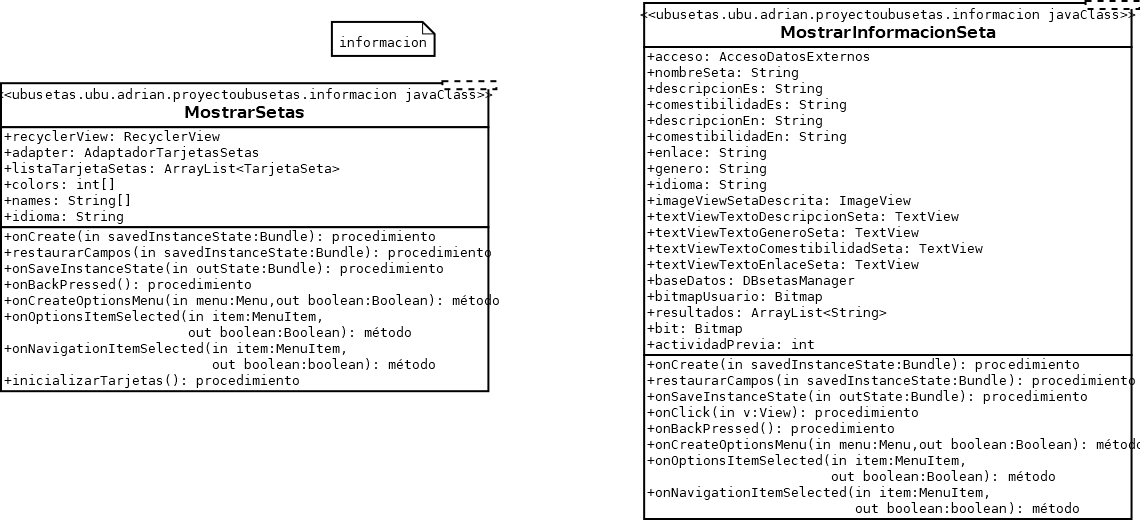 informacion
<<ubusetas.ubu.adrian.proyectoubusetas.informacion javaClass>>
MostrarSetas
+recyclerView: RecyclerView
+adapter: AdaptadorTarjetasSetas
+listaTarjetaSetas: ArrayList<TarjetaSeta>
+colors: int[]
+names: String[]
+idioma: String
+onCreate(in savedInstanceState:Bundle): procedimiento
+restaurarCampos(in savedInstanceState:Bundle): procedimiento
+onSaveInstanceState(in outState:Bundle): procedimiento
+onBackPressed(): procedimiento
+onCreateOptionsMenu(in menu:Menu,out boolean:Boolean): método
+onOptionsItemSelected(in item:MenuItem,
out boolean:Boolean): método
+onNavigationItemSelected(in item:MenuItem,
out boolean:boolean): método
+inicializarTarjetas(): procedimiento
<<ubusetas.ubu.adrian.proyectoubusetas.informacion javaClass>>
MostrarInformacionSeta
+acceso: AccesoDatosExternos
+nombreSeta: String
+descripcionEs: String
+comestibilidadEs: String
+descripcionEn: String
+comestibilidadEn: String
+enlace: String
+genero: String
+idioma: String
+imageViewSetaDescrita: ImageView
+textViewTextoDescripcionSeta: TextView
+textViewTextoGeneroSeta: TextView
+textViewTextoComestibilidadSeta: TextView
+textViewTextoEnlaceSeta: TextView
+baseDatos: DBsetasManager
+bitmapUsuario: Bitmap
+resultados: ArrayList<String>
+bit: Bitmap
+actividadPrevia: int
+onCreate(in savedInstanceState:Bundle): procedimiento
+restaurarCampos(in savedInstanceState:Bundle): procedimiento
+onSaveInstanceState(in outState:Bundle): procedimiento
+onClick(in v:View): procedimiento
+onBackPressed(): procedimiento
+onCreateOptionsMenu(in menu:Menu,out boolean:Boolean): método
+onOptionsItemSelected(in item:MenuItem,
out boolean:Boolean): método
+onNavigationItemSelected(in item:MenuItem,
out boolean:boolean): método